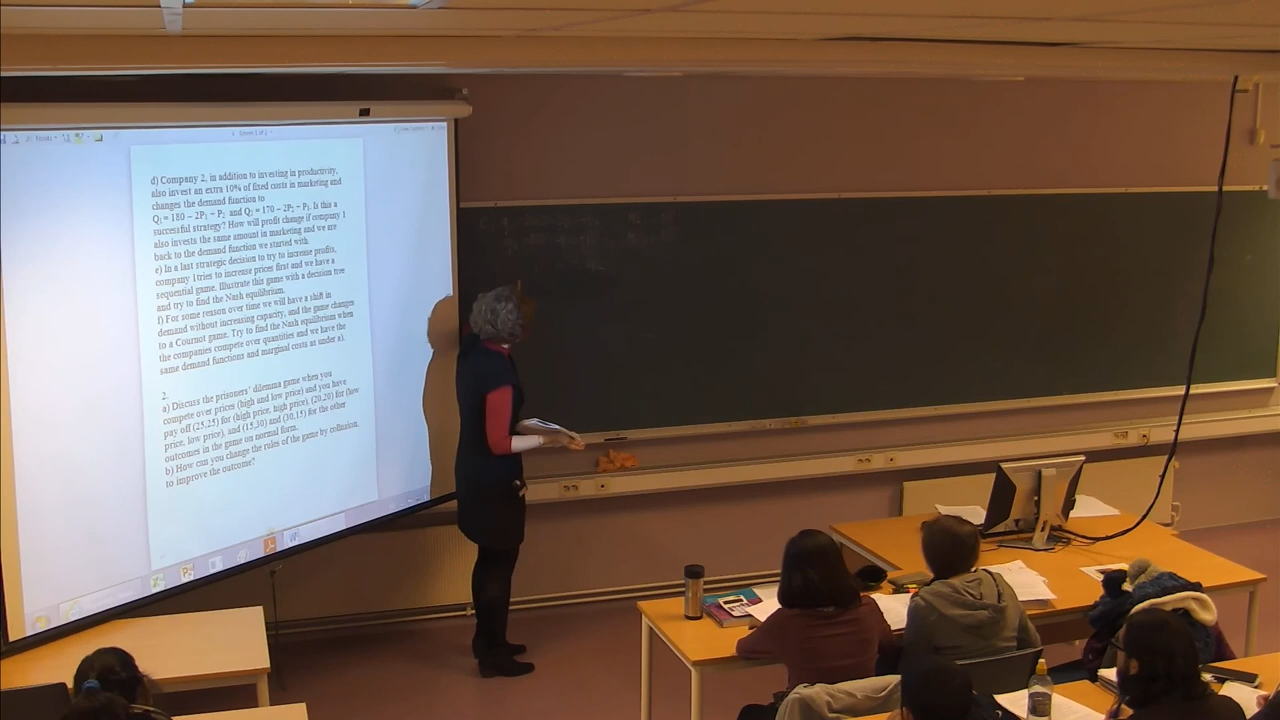 Screen 1 of 2
d) Company 2, in addition to investing in productivity,
also invest an extra 10% of fixed costs in marketing and
changes the demand function to
Q₁ = 180 − 2P₁ + P₂ and Q₂ = 170 − 2P₂ + P₁. Is this a
successful strategy? How will profit change if company 1
also invests the same amount in marketing and we are
back to the demand function we started with.
e) In a last strategic decision to try to increase profits,
company 1tries to increase prices first and we have a
sequential game. Illustrate this game with a decision tree
and try to find the Nash equilibrium.
f) For some reason over time we will have a shift in
demand without increasing capacity, and the game changes
to a Cournot game. Try to find the Nash equilibrium when
the companies compete over quantities and we have the
same demand functions and marginal costs as under a).
2.
a) Discuss the prisoners’ dilemma game when you
compete over prices (high and low price) and you have
pay off (25,25) for (high price, high price), (20,20) for (low
price, low price), and (15,30) and (30,15) for the other
outcomes in the game on normal form.
b) How can you change the rules of the game by collusion,
to improve the outcome?